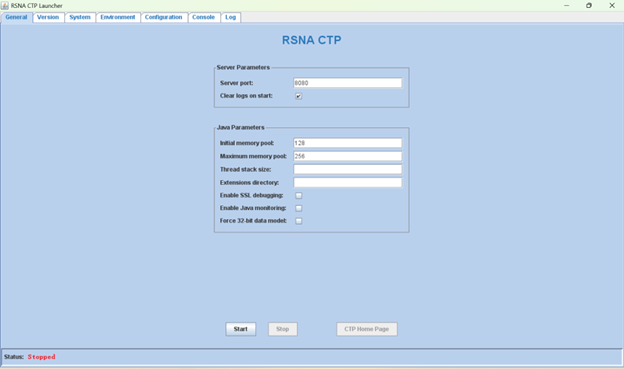 RSNA CTP Launcher
General Version System Environment Configuration Console Log
RSNA CTP
Server Parameters
Server port: 8080
Clear logs on start:
Java Parameters
Initial memory pool: 128
Maximum memory pool: 256
Thread stack size:
Extensions directory:
Enable SSL debugging:
Enable Java monitoring:
Force 32-bit data model:
Start Stop CTP Home Page
Status: Stopped